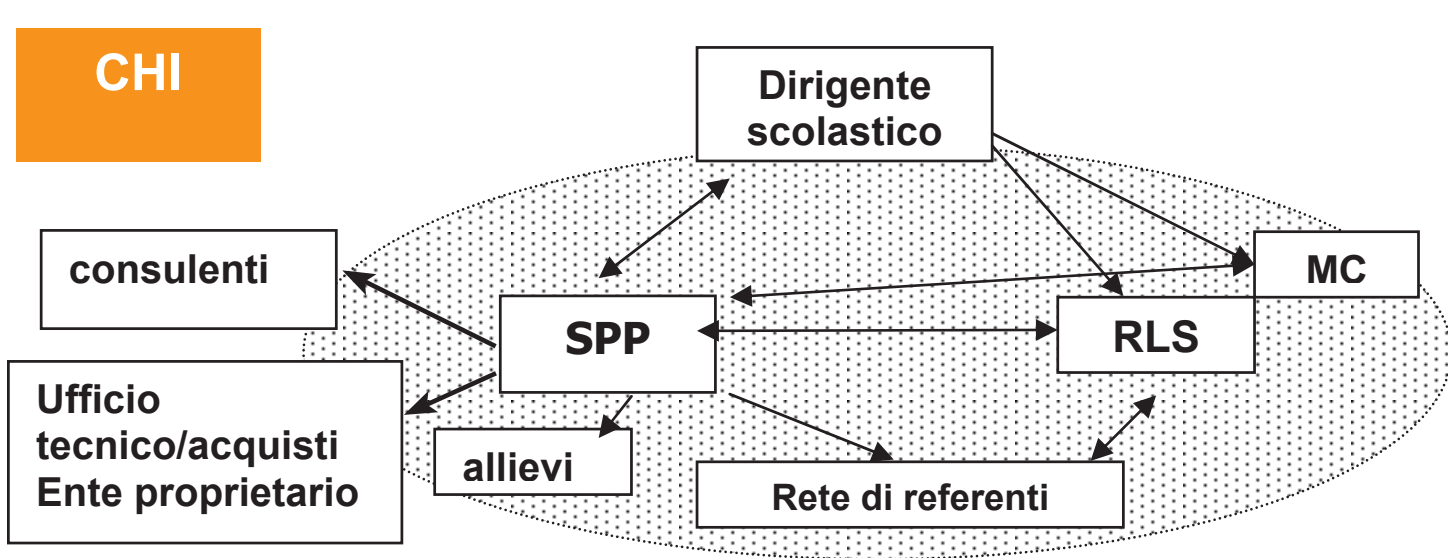 CHI
Dirigente
scolastico
consulenti
MC
SPP
RLS
Ufficio
tecnico/acquisti
Ente proprietario
allievi
Rete di referenti